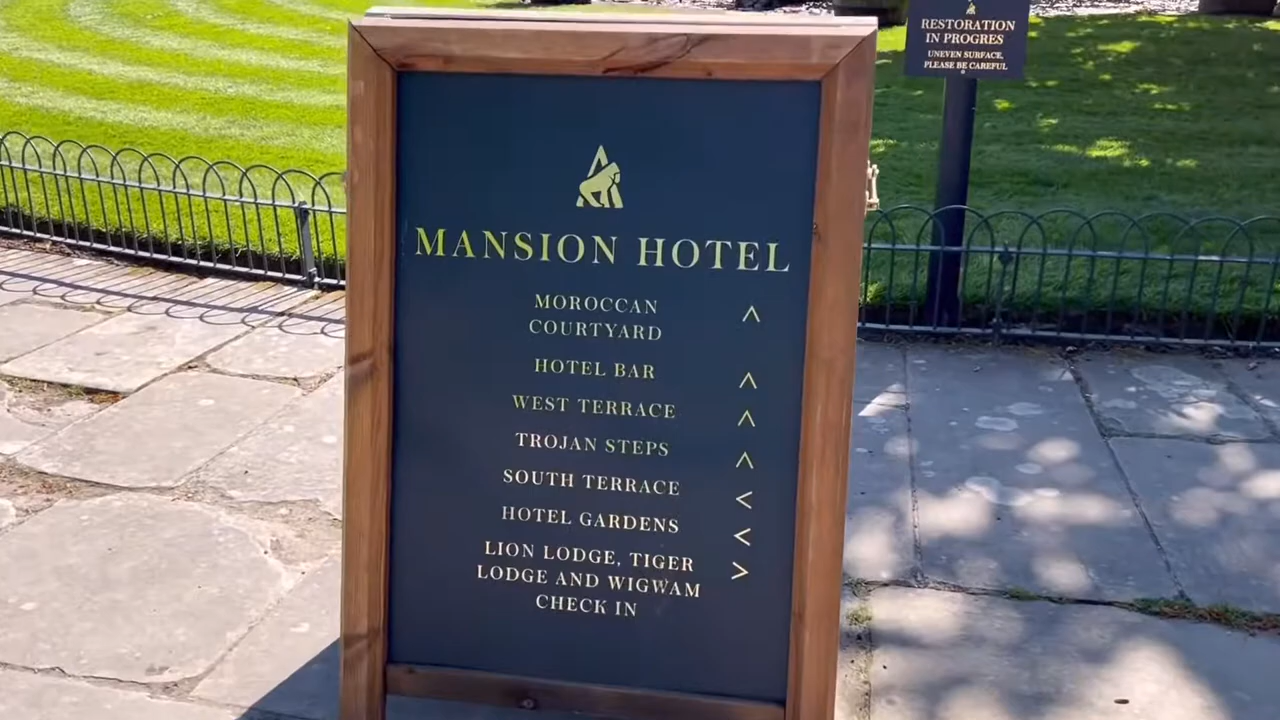 MANSION HOTEL
MOROCCAN
COURTYARD
^
HOTEL BAR ^
WEST TERRACE ^
TROJAN STEPS ^
SOUTH TERRACE <
HOTEL GARDENS <
LION LODGE, TIGER >
LODGE AND WIGWAM
CHECK IN
RESTORATION
IN PROGRES
UNEVEN SURFACE,
PLEASE BE CAREFUL